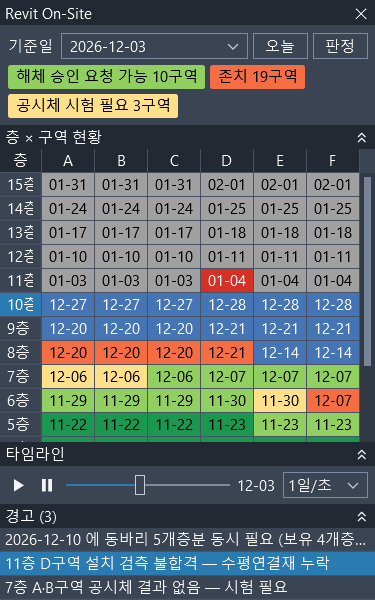 Revit On-Site
기준일 2026-12-03 오늘 판정
해체 승인 요청 가능 10구역 존치 19구역
공시체 시험 필요 3구역
층 × 구역 현황
층 A B C D E F
15층 01-31 01-31 01-31 02-01 02-01 02-01
14층 01-24 01-24 01-24 01-25 01-25 01-25
13층 01-17 01-17 01-17 01-18 01-18 01-18
12층 01-10 01-10 01-10 01-11 01-11 01-11
11층 01-03 01-03 01-03 01-04 01-04 01-04
10층 12-27 12-27 12-27 12-28 12-28 12-28
9층 12-20 12-20 12-20 12-21 12-21 12-21
8층 12-20 12-20 12-20 12-21 12-14 12-14
7층 12-06 12-06 12-06 12-07 12-07 12-07
6층 11-29 11-29 11-29 11-30 11-30 12-07
5층 11-22 11-22 11-22 11-23 11-23 11-23
타임라인
12-03 1일/초
경고 (3)
2026-12-10 에 동바리 5개층분 동시 필요 (보유 4개층...
11층 D구역 설치 검측 불합격 — 수평연결재 누락
7층 A·B구역 공시체 결과 없음 — 시험 필요